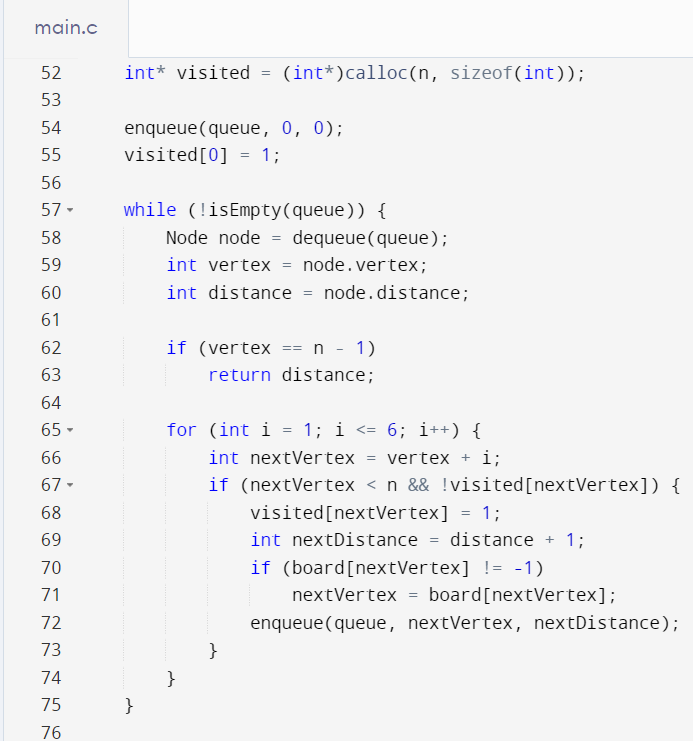 main.c
52 int* visited = (int*)calloc(n, sizeof(int));
53
54 enqueue(queue, 0, 0);
55 visited[0] = 1;
56
57 while (!isEmpty(queue)) {
58 Node node = dequeue(queue);
59 int vertex = node.vertex;
60 int distance = node.distance;
61
62 if (vertex == n - 1)
63 return distance;
64
65 for (int i = 1; i <= 6; i++) {
66 int nextVertex = vertex + i;
67 if (nextVertex < n && !visited[nextVertex]) {
68 visited[nextVertex] = 1;
69 int nextDistance = distance + 1;
70 if (board[nextVertex] != -1)
71 nextVertex = board[nextVertex];
72 enqueue(queue, nextVertex, nextDistance);
73 }
74 }
75 }
76